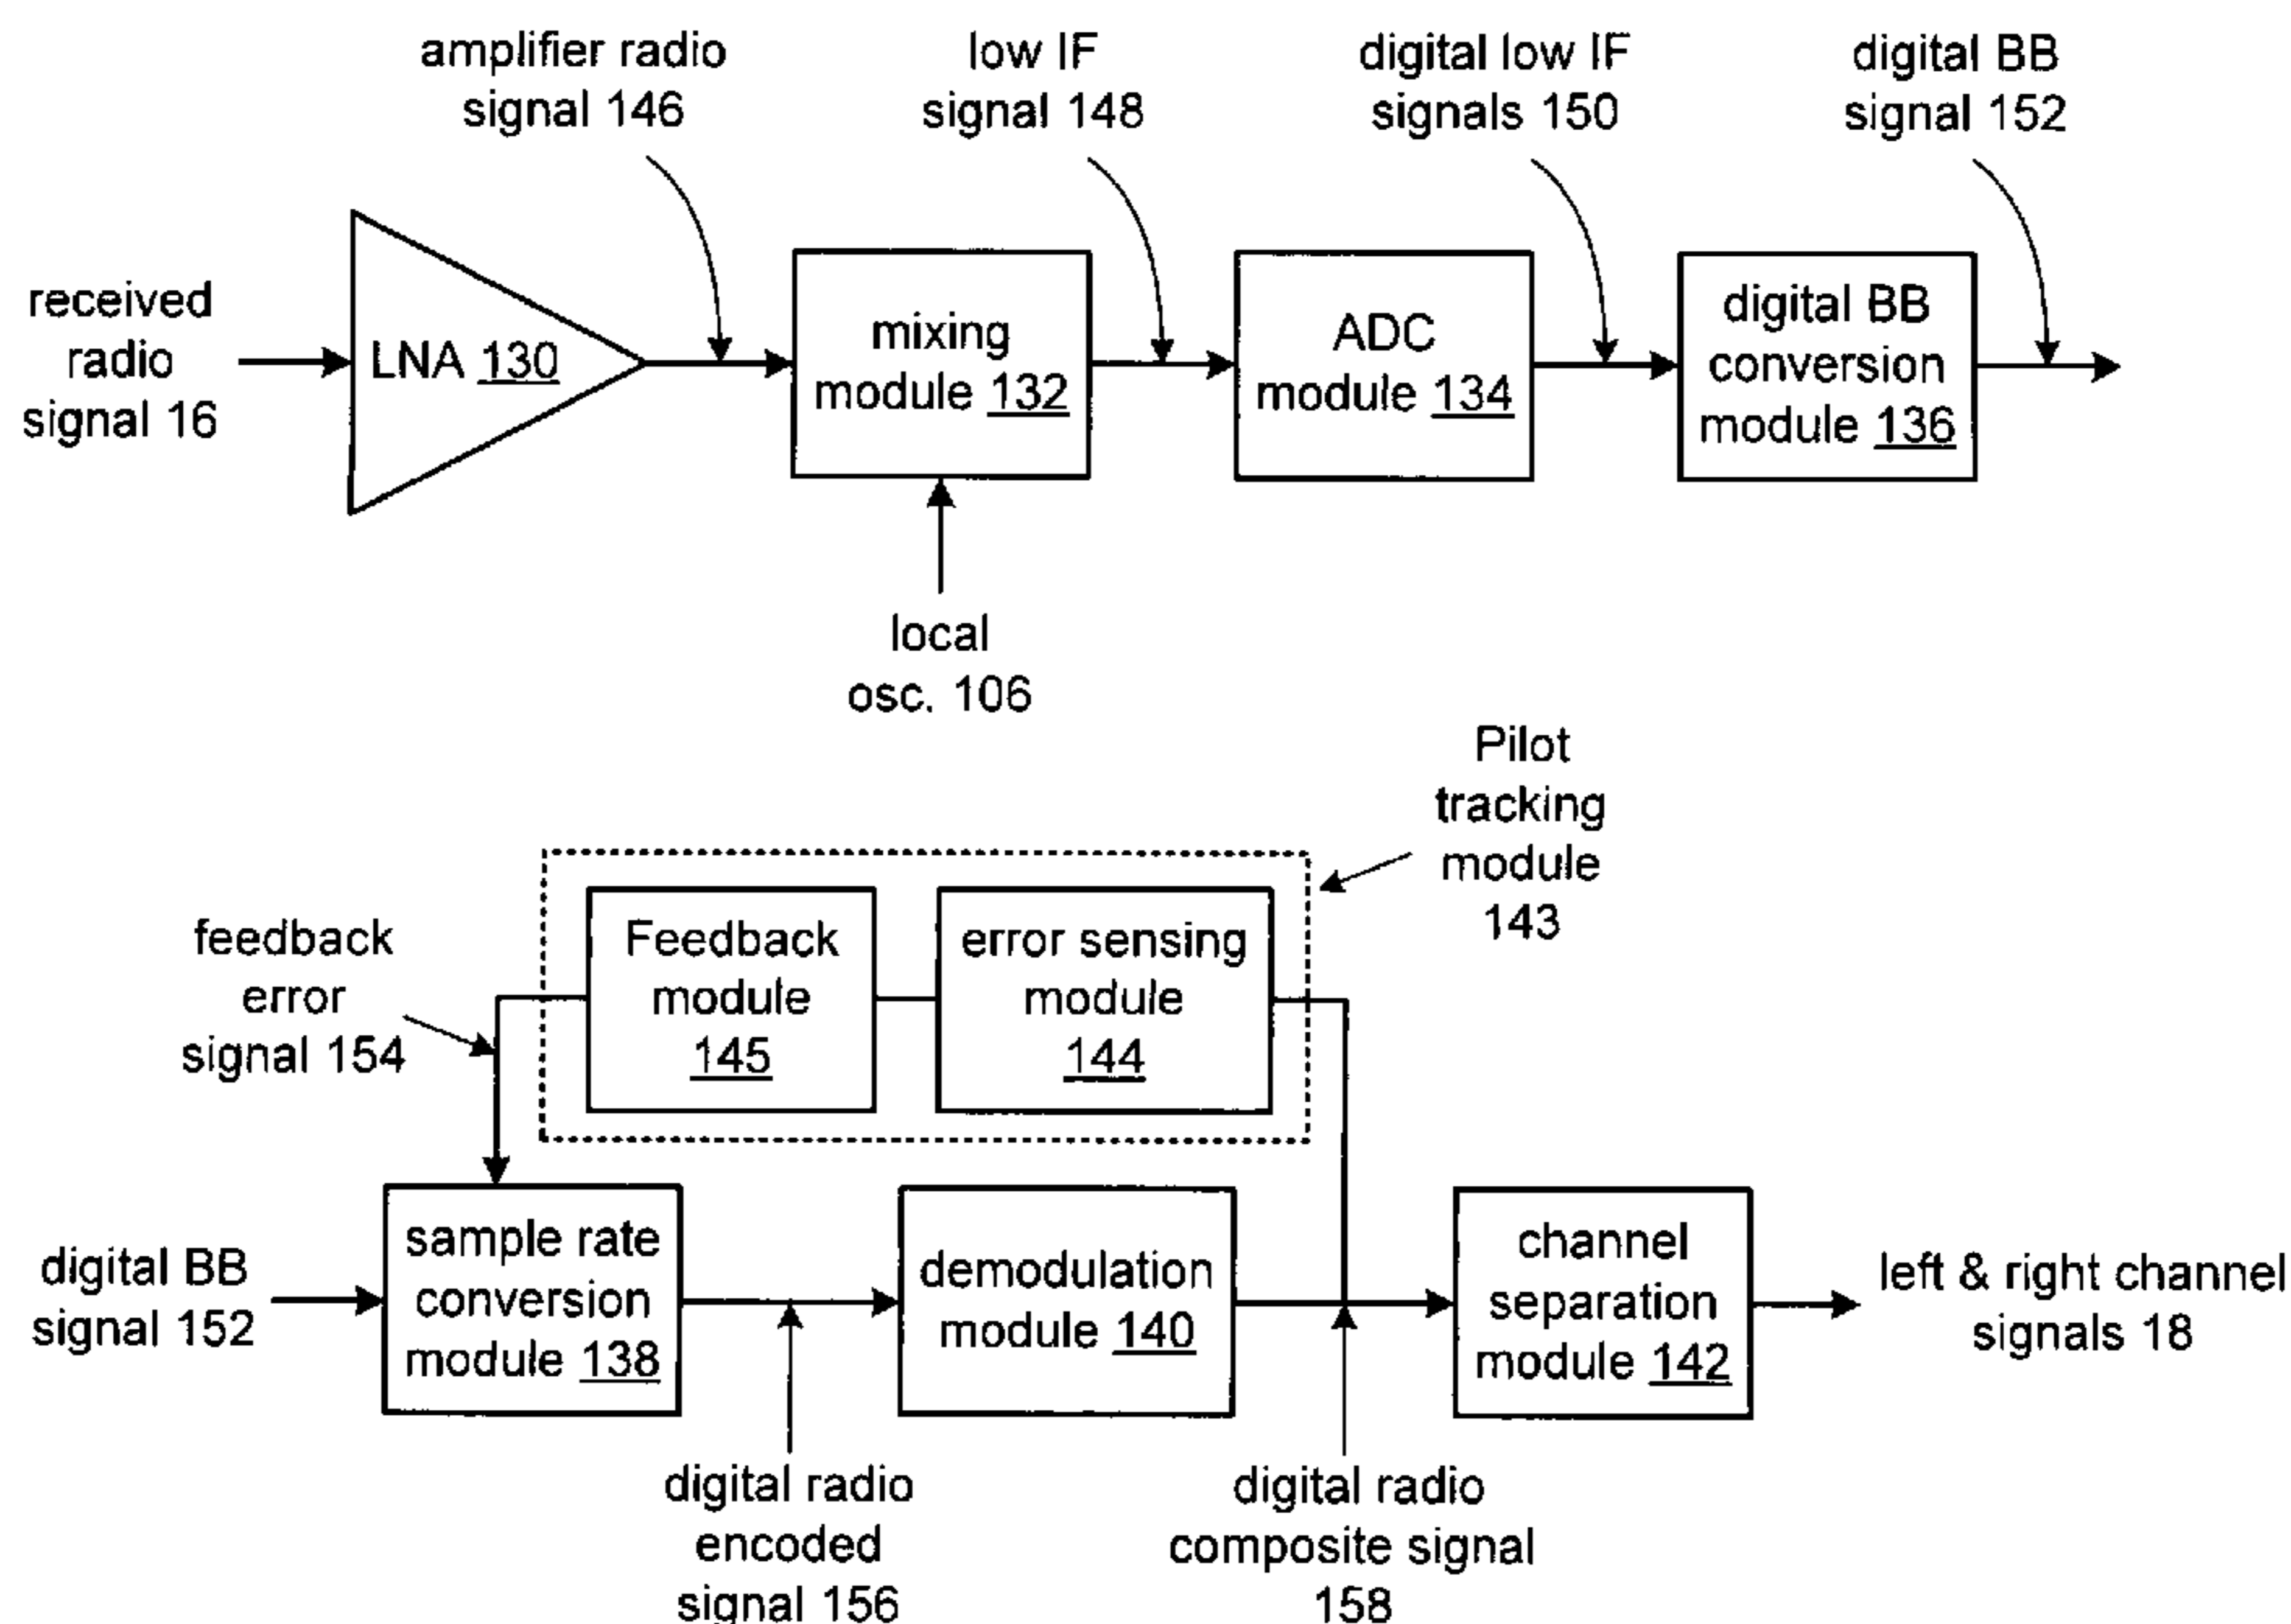 amplifier radio
signal 146
low IF
signal 148
digital low IF
signals 150
digital BB
signal 152
received
radio
signal 16
LNA 130
mixing
module 132
ADC
module 134
digital BB
conversion
module 136
local
osc. 106
Pilot
tracking
module
143
feedback
error
signal 154
Feedback
module
145
error sensing
module
144
digital BB
signal 152
sample rate
conversion
module 138
demodulation
module 140
channel
separation
module 142
left & right channel
signals 18
digital radio
encoded
signal 156
digital radio
composite signal
158